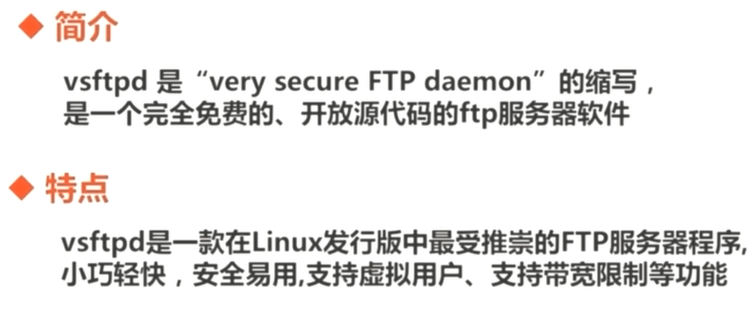 简介
vsftpd 是“very secure FTP daemon”的缩写，
是一个完全免费的、开放源代码的ftp服务器软件
特点
vsftpd是一款在Linux发行版中最受推崇的FTP服务器程序,
小巧轻快，安全易用,支持虚拟用户、支持带宽限制等功能